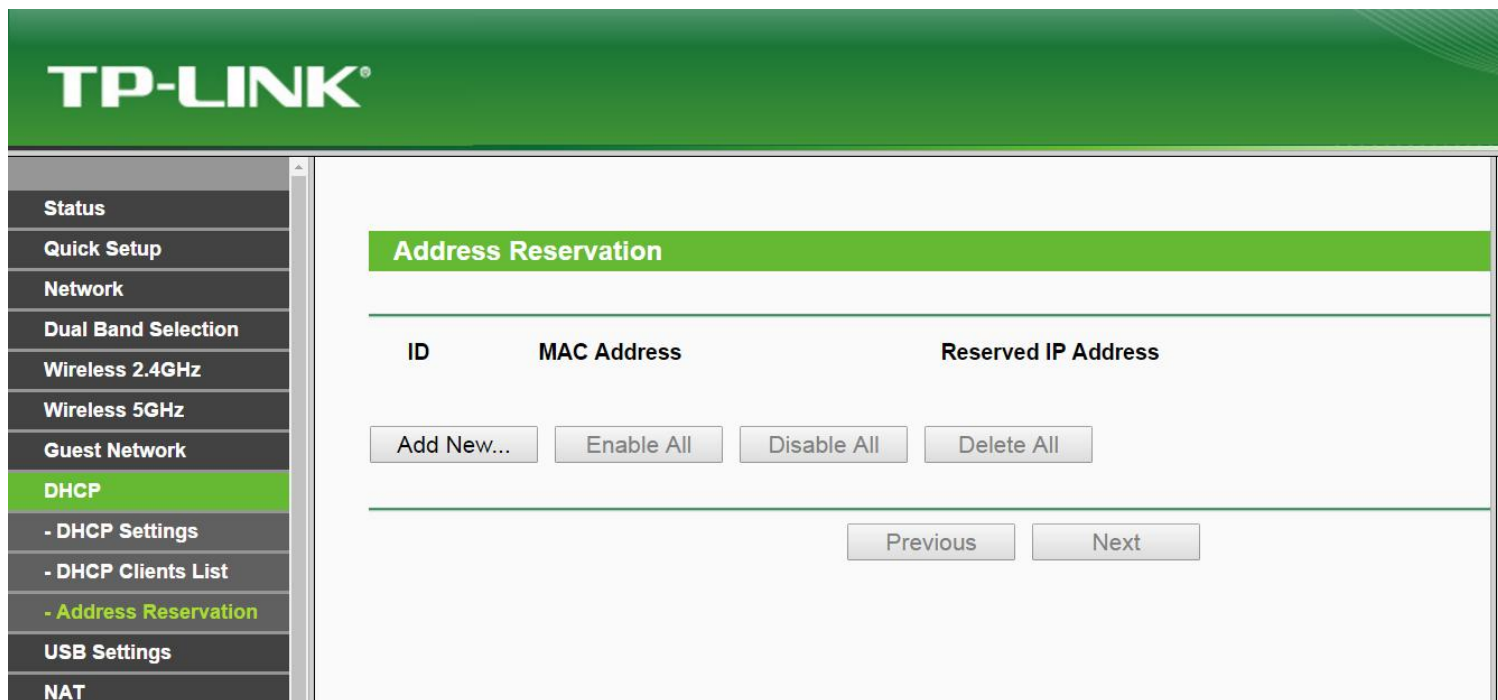 TP-LINK®
Status
Quick Setup
Network
Dual Band Selection
Wireless 2.4GHz
Wireless 5GHz
Guest Network
DHCP
- DHCP Settings
- DHCP Clients List
- Address Reservation
USB Settings
NAT
Address Reservation
ID MAC Address Reserved IP Address
Add New... Enable All Disable All Delete All
Previous Next